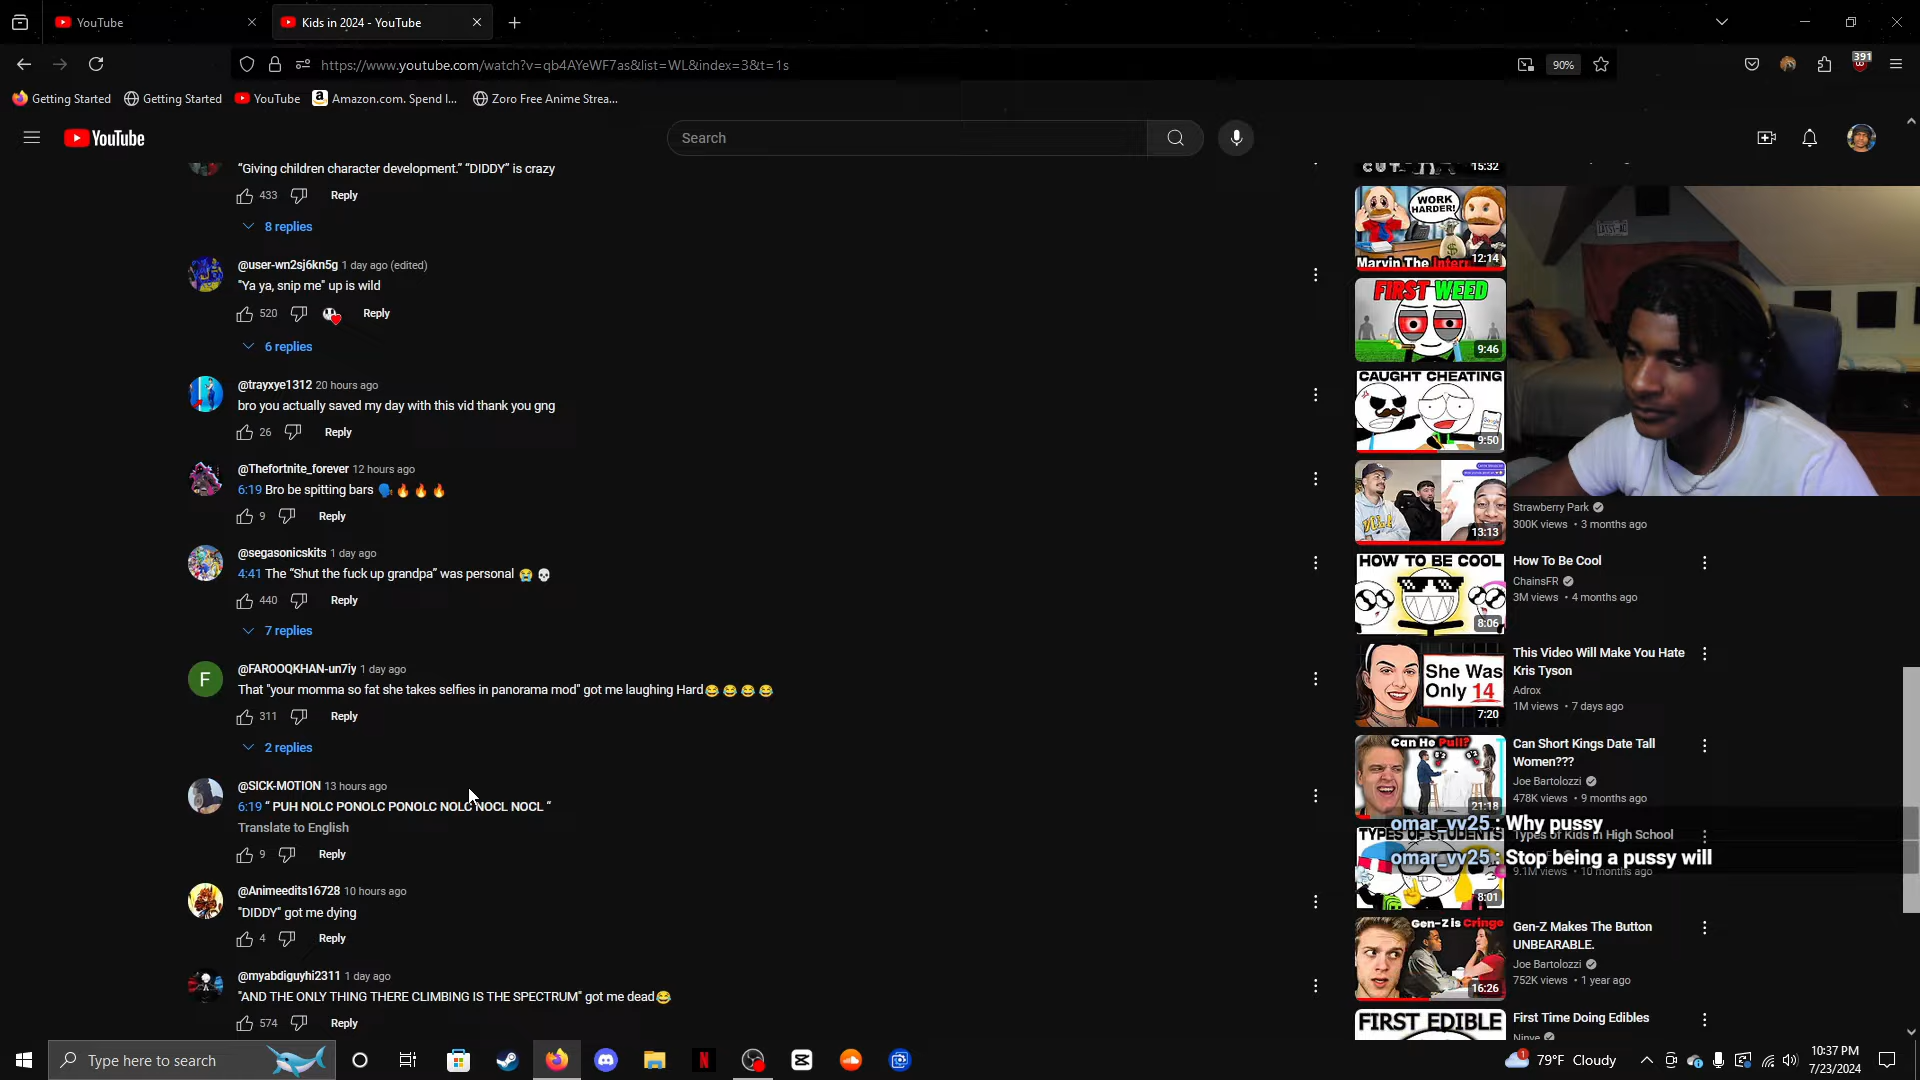 YouTube
Kids in 2024 - YouTube
https://www.youtube.com/watch?v=qb4AYeWF7as&list=WL&index=3&t=1s
90%
391
Getting Started
Getting Started
YouTube
Amazon.com. Spend l...
Zoro Free Anime Strea...
YouTube
Search
“Giving children character development.” “DIDDY” is crazy
433
Reply
8 replies
@user-wn2sj6kn5g 1 day ago (edited)
"Ya ya, snip me" up is wild
520
Reply
6 replies
@trayxye1312 20 hours ago
bro you actually saved my day with this vid thank you gng
26
Reply
@Thefortnite_forever 12 hours ago
6:19 Bro be spitting bars 🗣🔥🔥🔥
9
Reply
@segasonicskits 1 day ago
4:41 The “Shut the fuck up grandpa” was personal 😭💀
440
Reply
7 replies
@FAROOQKHAN-un7iy 1 day ago
That "your momma so fat she takes selfies in panorama mod" got me laughing Hard😂😂😂😂
311
Reply
2 replies
@SICK-MOTION 13 hours ago
6:19 “ PUH NOLC PONOLC PONOLC NOLC NOCL NOCL “
Translate to English
9
Reply
@Animeedits16728 10 hours ago
"DIDDY" got me dying
4
Reply
@myabdiguyhi2311 1 day ago
"AND THE ONLY THING THERE CLIMBING IS THE SPECTRUM" got me dead😂
574
Reply
15:32
WORK
HARDER!
Marvin The Intern
12:14
FIRST WEED
9:46
CAUGHT CHEATING
Google
9:50
13:13
Strawberry Park
300K views • 3 months ago
HOW TO BE COOL
8:06
How To Be Cool
ChainsFR
3M views • 4 months ago
She Was
Only 14
7:20
This Video Will Make You Hate
Kris Tyson
Adrox
1M views • 7 days ago
Can He Pull?
21:18
Can Short Kings Date Tall
Women???
Joe Bartolozzi
478K views • 9 months ago
omar_vv25 : Why pussy
omar_vv25 : Stop being a pussy will
TYPES OF STUDENTS
8:01
Types of Kids in High School
9.1M views • 10 months ago
Gen-Z is Cringe
16:26
Gen-Z Makes The Button
UNBEARABLE.
Joe Bartolozzi
752K views • 1 year ago
FIRST EDIBLE
First Time Doing Edibles
Type here to search
79°F Cloudy
10:37 PM
7/23/2024